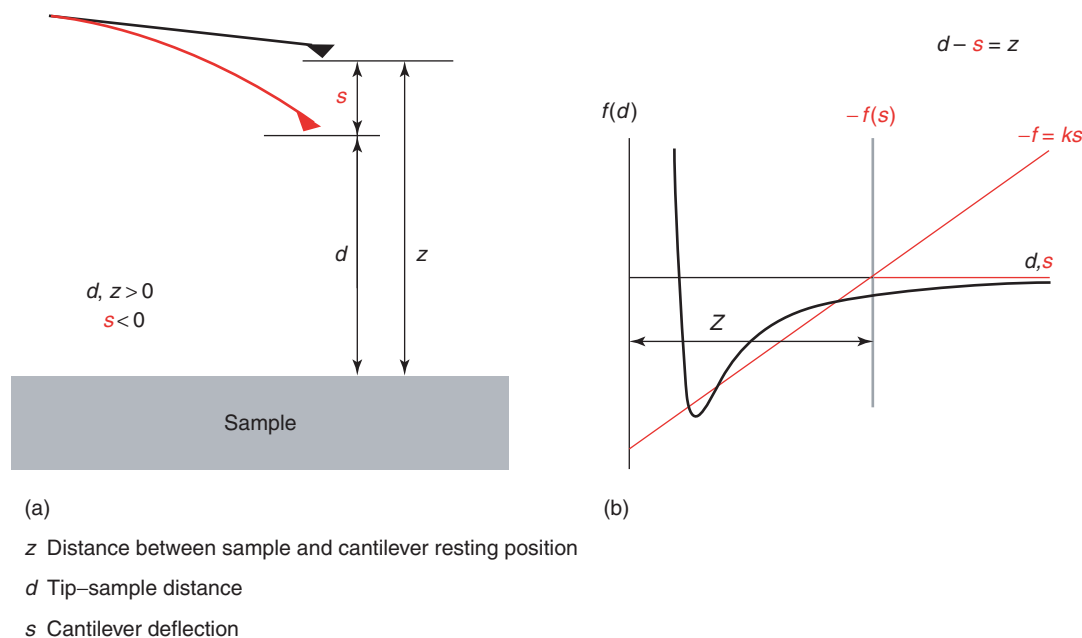 s
d
z
d, z > 0
s < 0
Sample
(a)
z Distance between sample and cantilever resting position
d Tip–sample distance
s Cantilever deflection
d – s = z
f(d)
–f(s)
–f = ks
d,s
Z
(b)